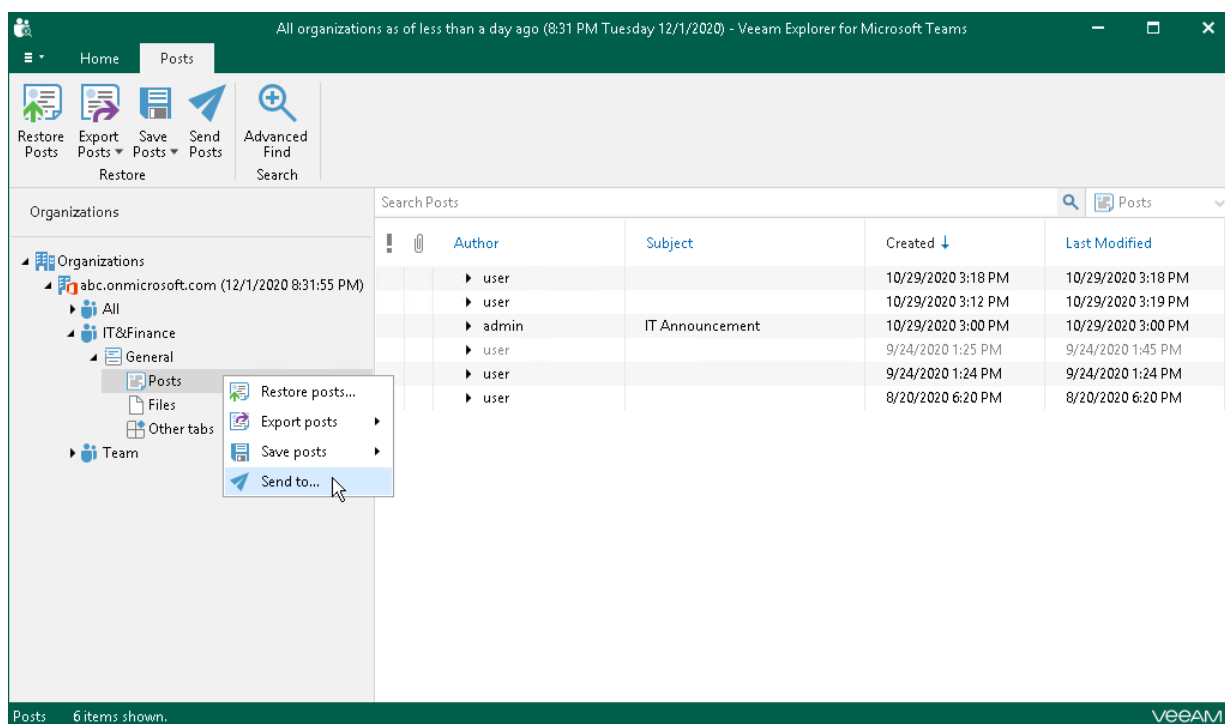 All organizations as of less than a day ago (8:31 PM Tuesday 12/1/2020) - Veeam Explorer for Microsoft Teams
Home Posts
Restore Posts
Export Posts
Save Posts
Send Posts
Advanced Find
Restore Search
Organizations
Search Posts
Posts
Author Subject Created Last Modified
Organizations
abc.onmicrosoft.com (12/1/2020 8:31:55 PM)
All
IT&Finance
General
Posts
Files
Other tabs
Team
Restore posts...
Export posts
Save posts
Send to...
user 10/29/2020 3:18 PM 10/29/2020 3:18 PM
user 10/29/2020 3:12 PM 10/29/2020 3:19 PM
admin IT Announcement 10/29/2020 3:00 PM 10/29/2020 3:00 PM
user 9/24/2020 1:25 PM 9/24/2020 1:45 PM
user 9/24/2020 1:24 PM 9/24/2020 1:24 PM
user 8/20/2020 6:20 PM 8/20/2020 6:20 PM
Posts 6 items shown.
veeAM